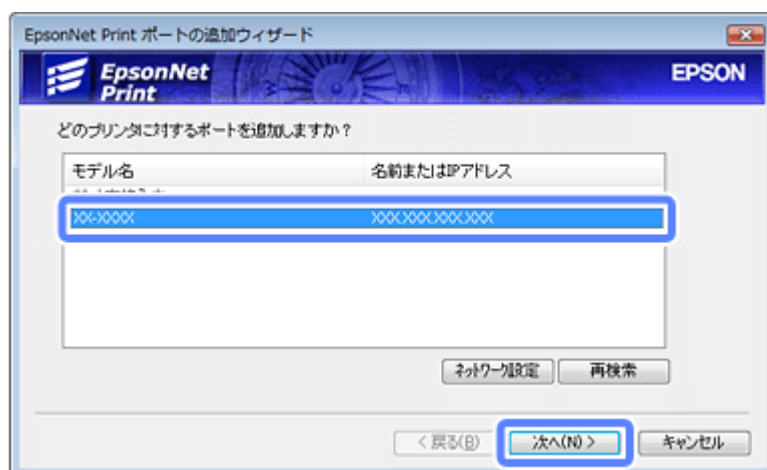 EpsonNet Print ポートの追加ウィザード
EpsonNet
Print
EPSON
どのプリンタに対するポートを追加しますか？
モデル名 名前またはIPアドレス
XX-XXXX XXX.XXX.XXX.XXX
ネットワーク設定 再検索
< 戻る(B) 次へ(N) > キャンセル